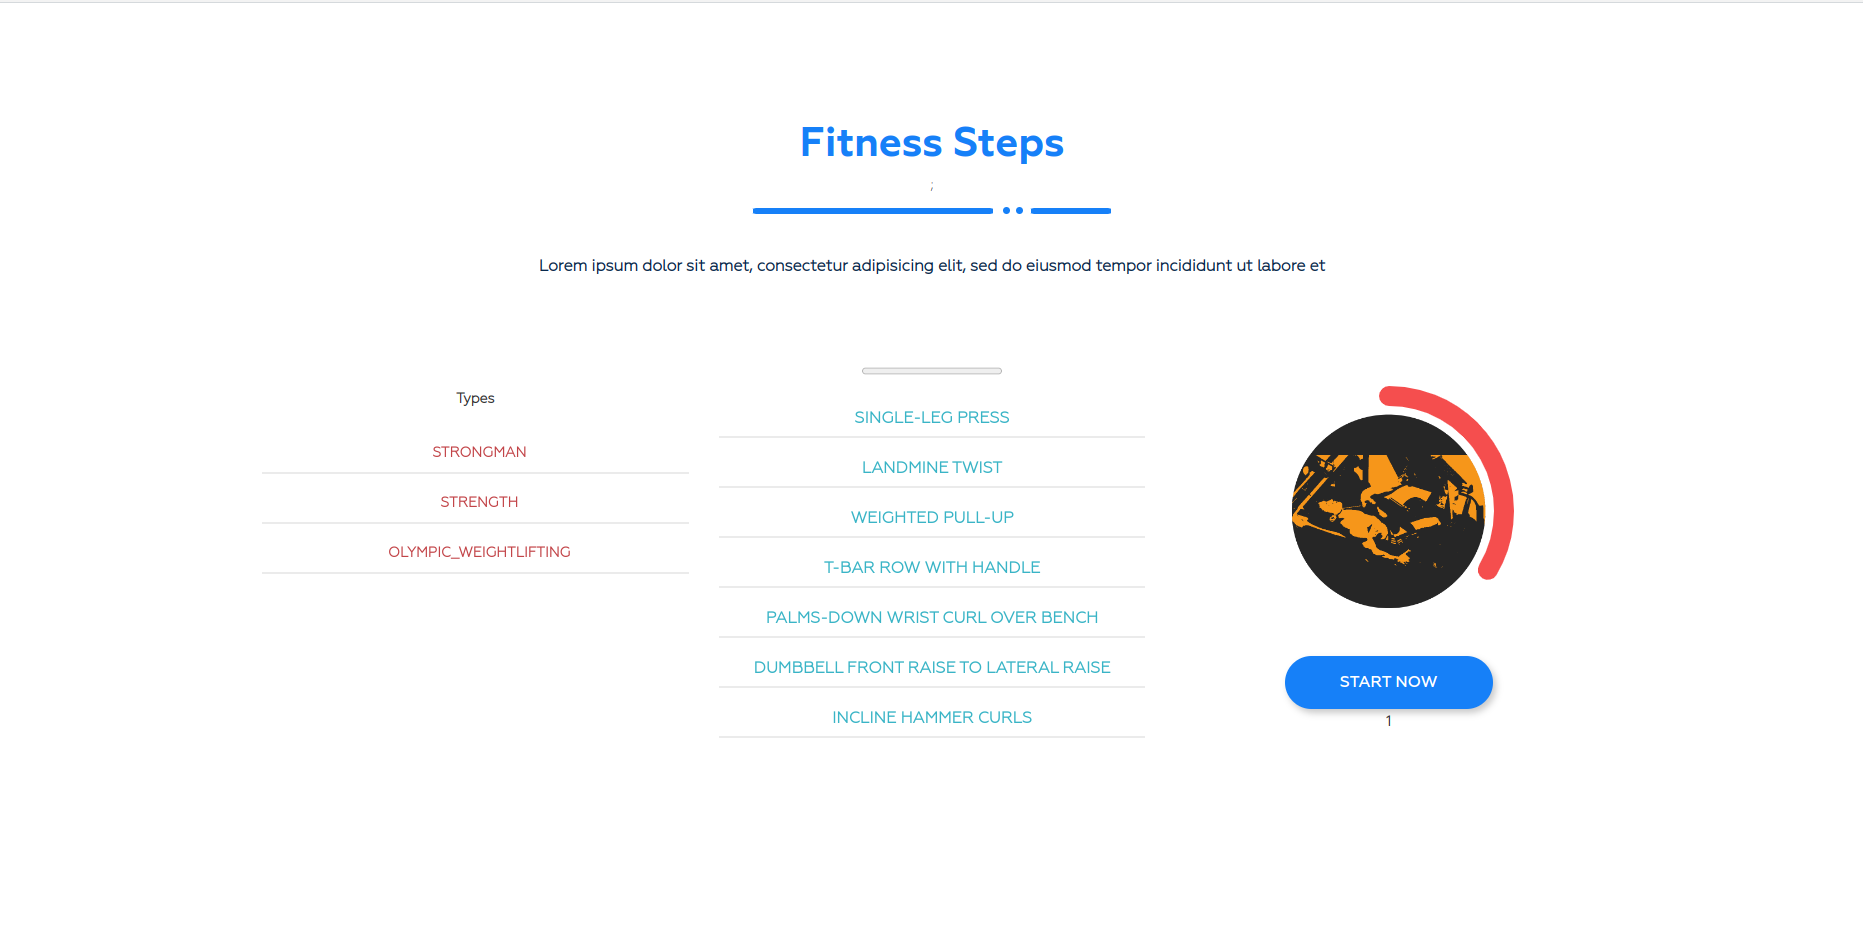 Fitness Steps
;
Lorem ipsum dolor sit amet, consectetur adipisicing elit, sed do eiusmod tempor incididunt ut labore et
Types
STRONGMAN
STRENGTH
OLYMPIC_WEIGHTLIFTING
SINGLE-LEG PRESS
LANDMINE TWIST
WEIGHTED PULL-UP
T-BAR ROW WITH HANDLE
PALMS-DOWN WRIST CURL OVER BENCH
DUMBBELL FRONT RAISE TO LATERAL RAISE
INCLINE HAMMER CURLS
START NOW
1